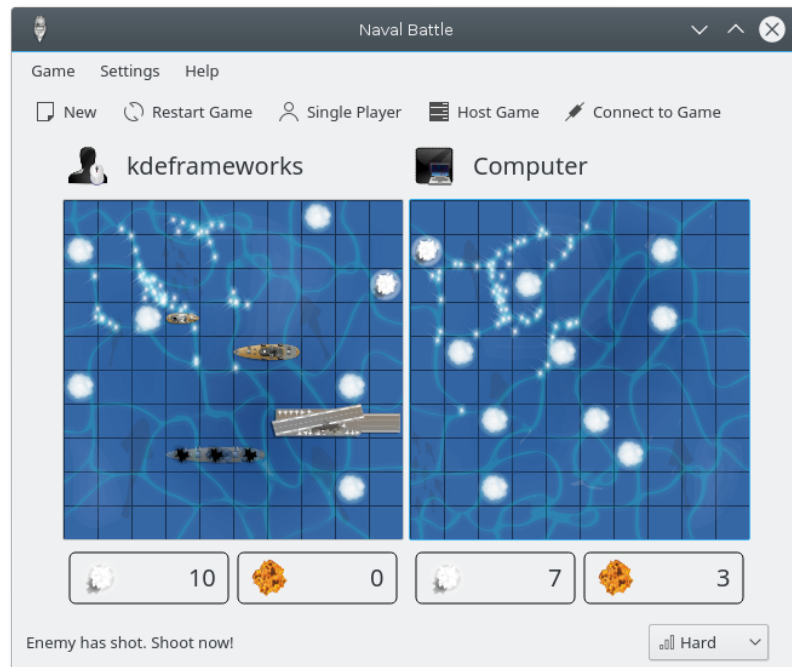 Naval Battle
Game Settings Help
New Restart Game Single Player Host Game Connect to Game
kdeframeworks Computer
10 0 7 3
Enemy has shot. Shoot now! Hard